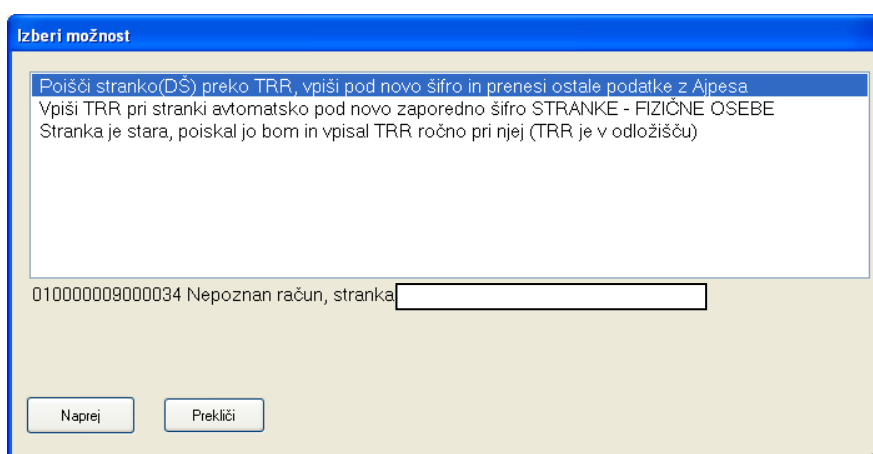 Izberi možnost
Poišči stranko(DŠ) preko TRR, vpiši pod novo šifro in prenesi ostale podatke z Ajpesa
Vpiši TRR pri stranki avtomatsko pod novo zaporedno šifro STRANKE - FIZIČNE OSEBE
Stranka je stara, poiskal jo bom in vpisal TRR ročno pri njej (TRR je v odložišču)
010000009000034 Nepoznan račun, stranka
Naprej
Prekliči